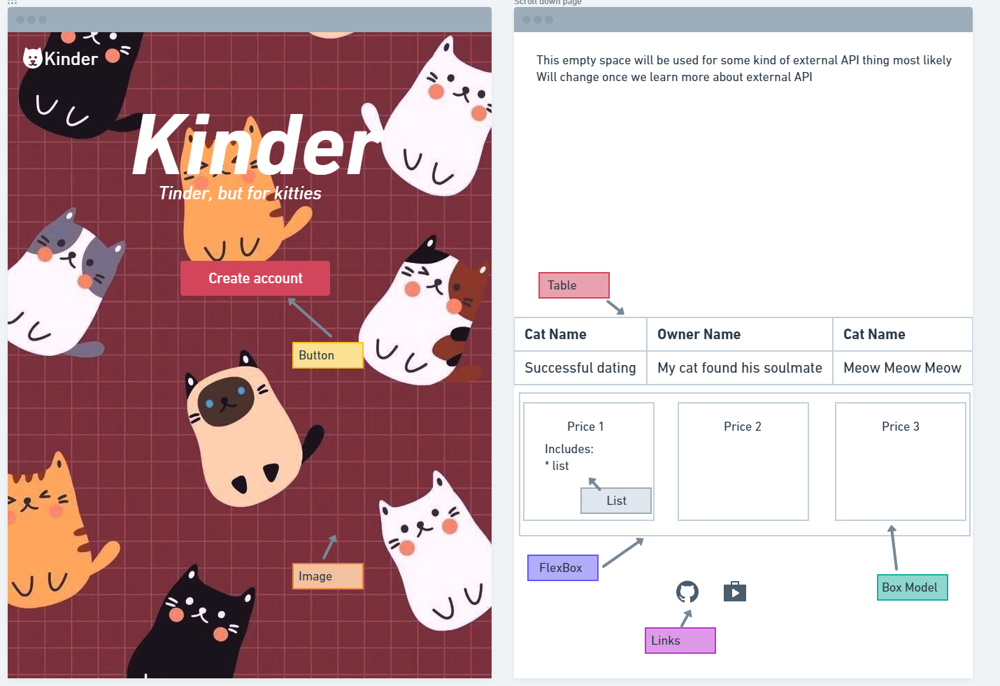 Kinder
Kinder
Tinder, but for kitties
Create account
Button
Image
Scroll down page
This empty space will be used for some kind of external API thing most likely
Will change once we learn more about external API
Table
Cat Name Owner Name Cat Name
Successful dating My cat found his soulmate Meow Meow Meow
Price 1 Price 2 Price 3
Includes:
* list
List
FlexBox
Box Model
Links